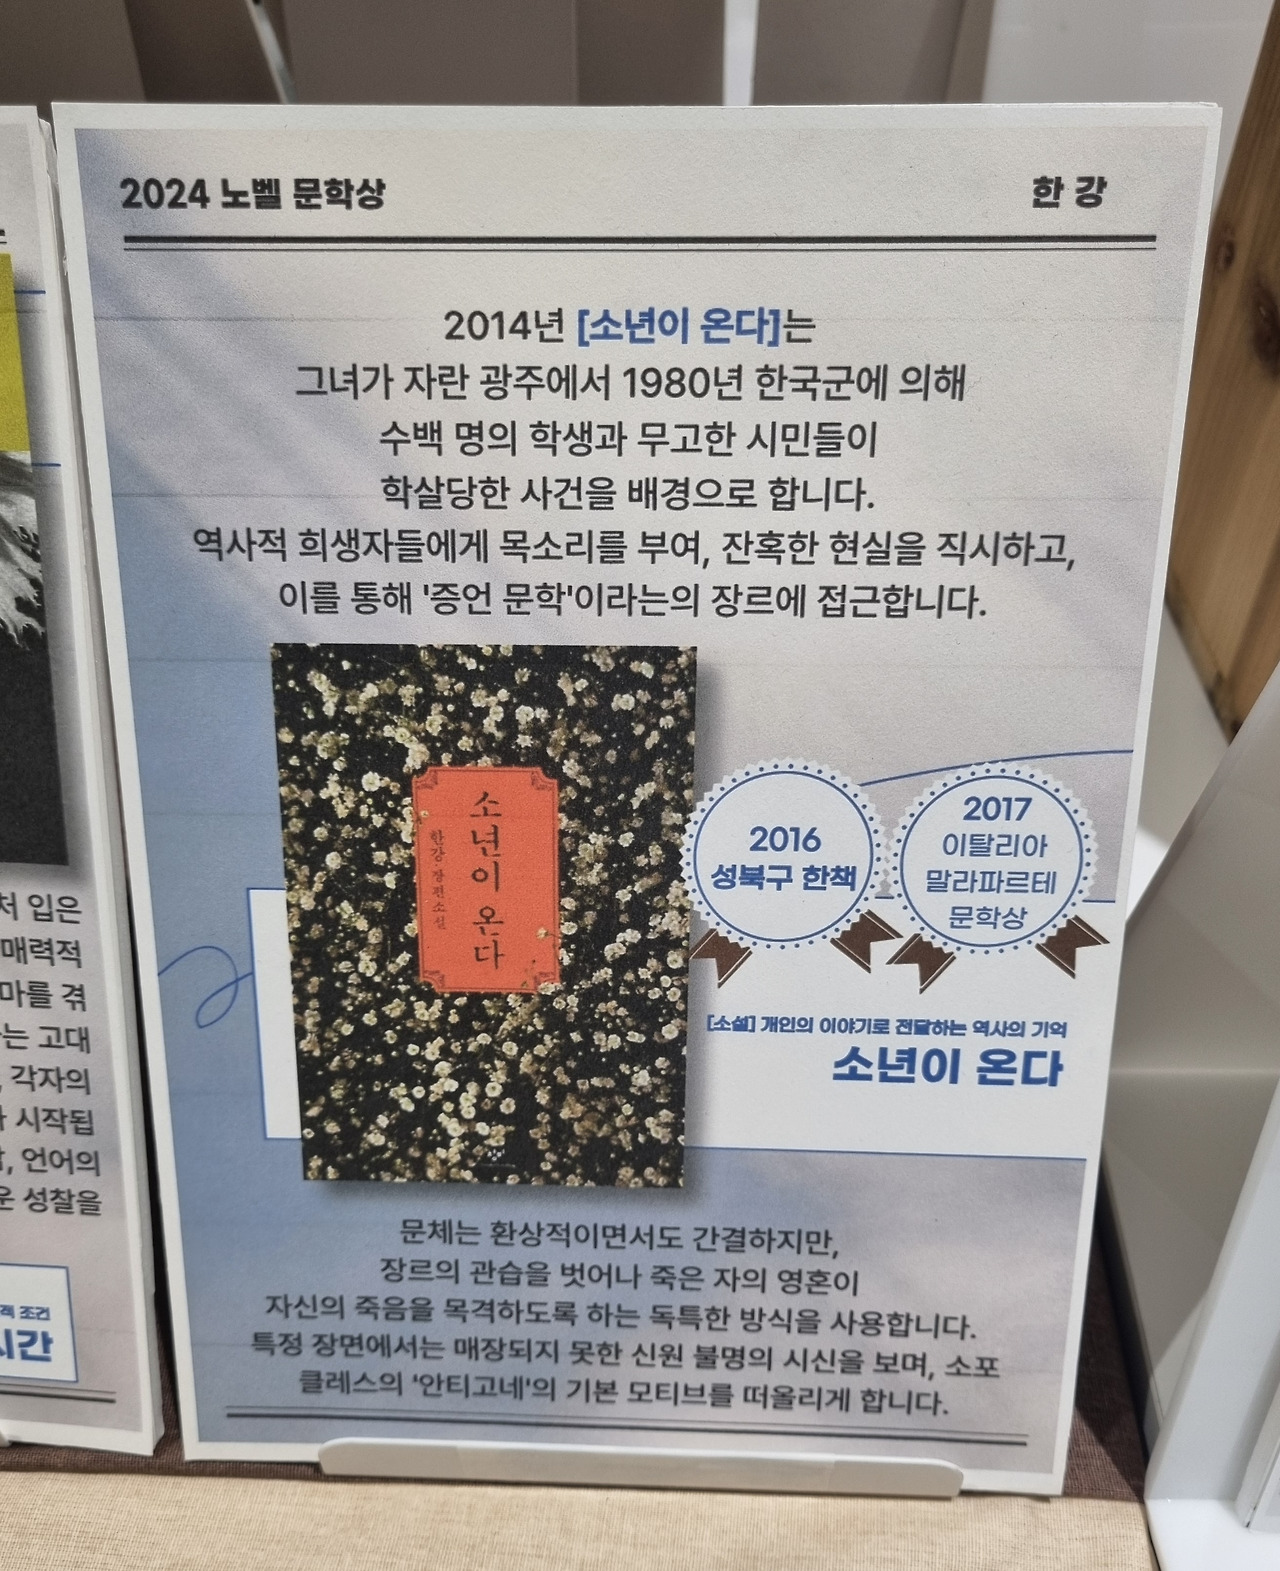 2024 노벨 문학상
한 강
2014년 [소년이 온다]는
그녀가 자란 광주에서 1980년 한국군에 의해
수백 명의 학생과 무고한 시민들이
학살당한 사건을 배경으로 합니다.
역사적 희생자들에게 목소리를 부여, 잔혹한 현실을 직시하고,
이를 통해 '증언 문학'이라는의 장르에 접근합니다.
소년이 온다
한강 장편소설
2016
성북구 한책
2017
이탈리아
말라파르테
문학상
[소설] 개인의 이야기로 전달하는 역사의 기억
소년이 온다
문체는 환상적이면서도 간결하지만,
장르의 관습을 벗어나 죽은 자의 영혼이
자신의 죽음을 목격하도록 하는 독특한 방식을 사용합니다.
특정 장면에서는 매장되지 못한 신원 불명의 시신을 보며, 소포
클레스의 '안티고네'의 기본 모티브를 떠올리게 합니다.
입은
매력적
마를 겪
는 고대
각자의
시작됩
언어의
성찰을
조건
시간